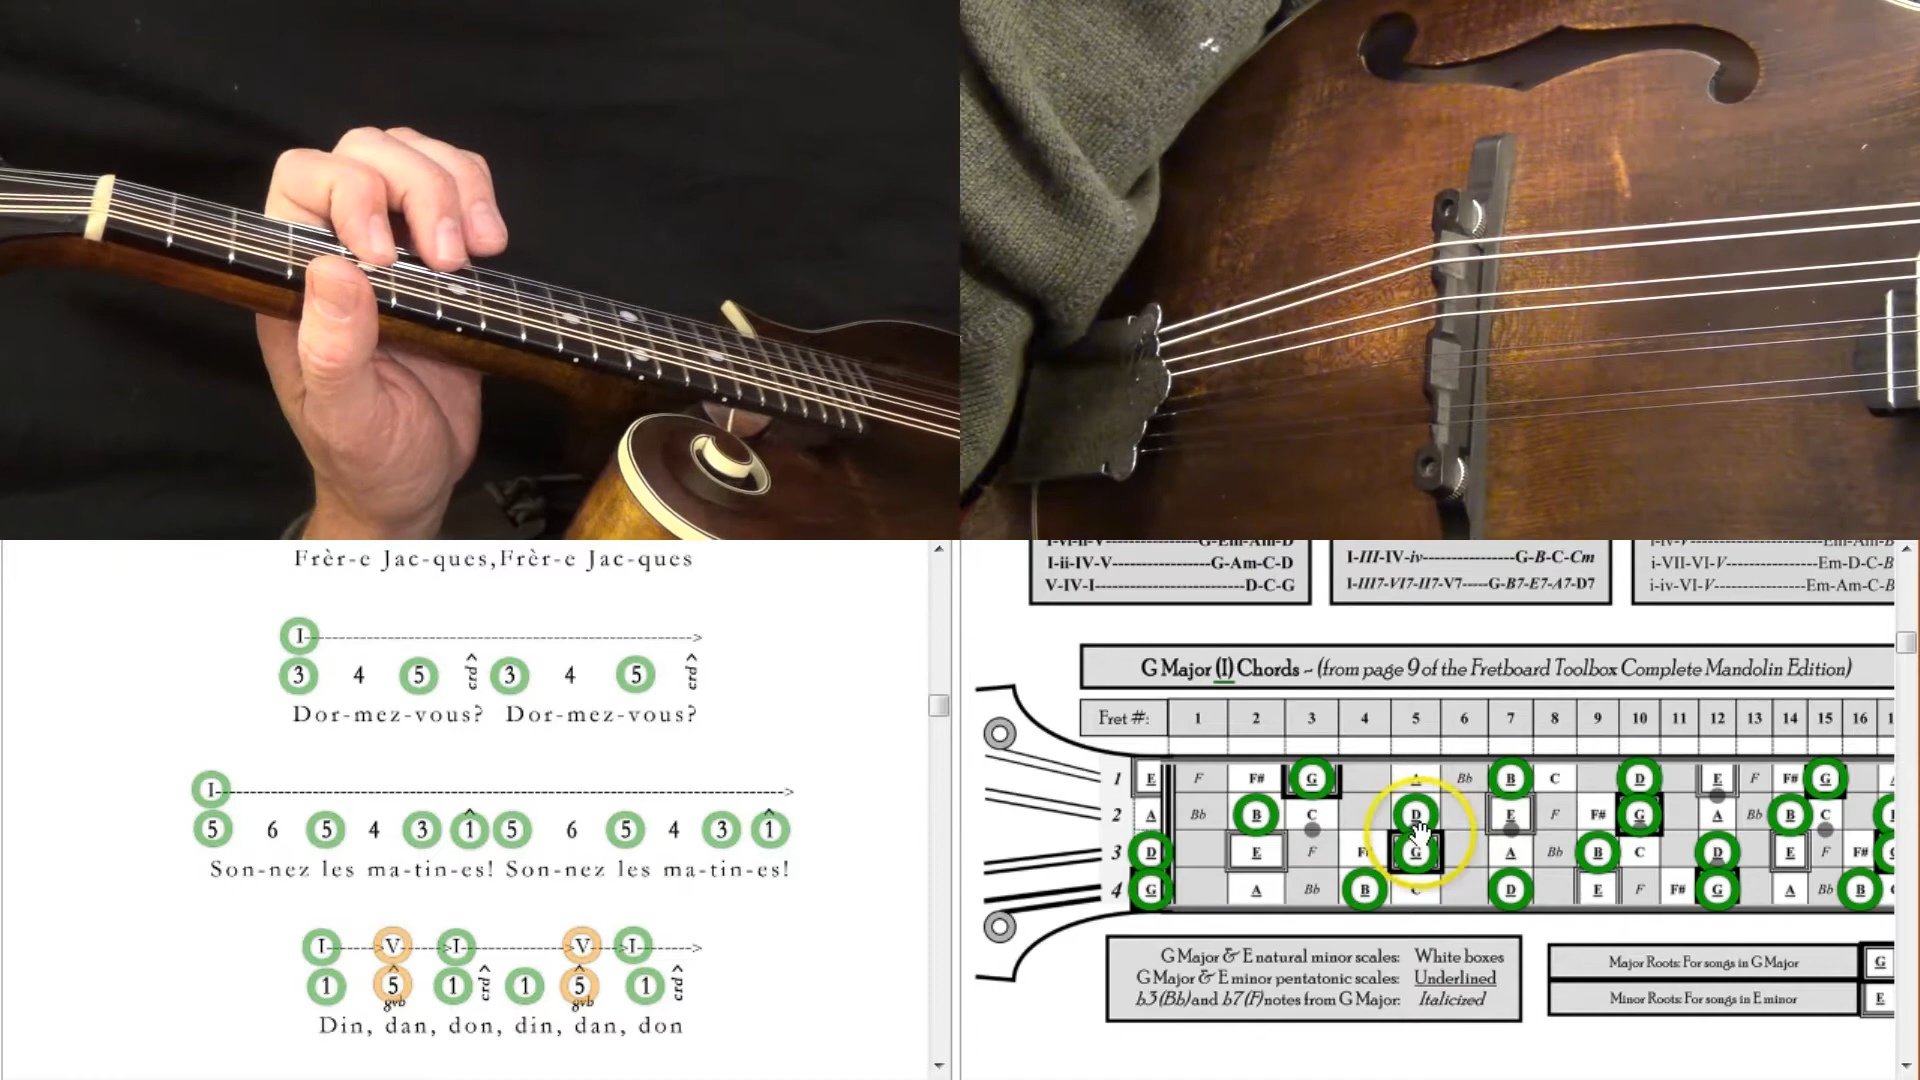 Frèr-e Jac-ques,Frèr-e Jac-ques
I------------------------------------------>
3 4 5 crd^ 3 4 5 crd^
Dor-mez-vous? Dor-mez-vous?
I---------------------------------------------------------------->
5 6 5 4 3 1̂ 5 6 5 4 3 1̂
Son-nez les ma-tin-es! Son-nez les ma-tin-es!
I------>V----->I------------>V--->I------->
1 5̂ 1 crd^ 1 5̂ 1 crd^
8vb 8vb
Din, dan, don, din, dan, don
I-vi-ii-V---------------------G-Em-Am-D
I-ii-IV-V--------------------G-Am-C-D
V-IV-I--------------------------D-C-G
I-III-IV-iv----------------G-B-C-Cm
I-III7-VI7-II7-V7-----G-B7-E7-A7-D7
i-VII-VI-V---------------Em-D-C-B
i-iv-VI-V---------------Em-Am-C-B
G Major (I) Chords ~ (from page 9 of the Fretboard Toolbox Complete Mandolin Edition)
Fret #: 1 2 3 4 5 6 7 8 9 10 11 12 13 14 15 16
1 E F F# G A Bb B C D E F F# G
2 A Bb B C D E F F# G A Bb B C
3 D E F F# G A Bb B C D E F F#
4 G A Bb B C D E F F# G A Bb B
G Major & E natural minor scales: White boxes
G Major & E minor pentatonic scales: Underlined
b3 (Bb) and b7 (F) notes from G Major: Italicized
Major Roots: For songs in G Major G
Minor Roots: For songs in E minor E